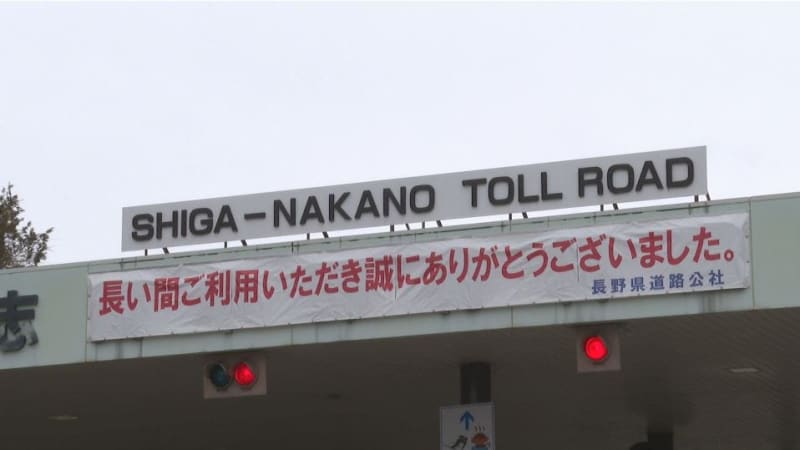 SHIGA-NAKANO TOLL ROAD
長い間ご利用いただき誠にありがとうございました。
長野県道路公社
志